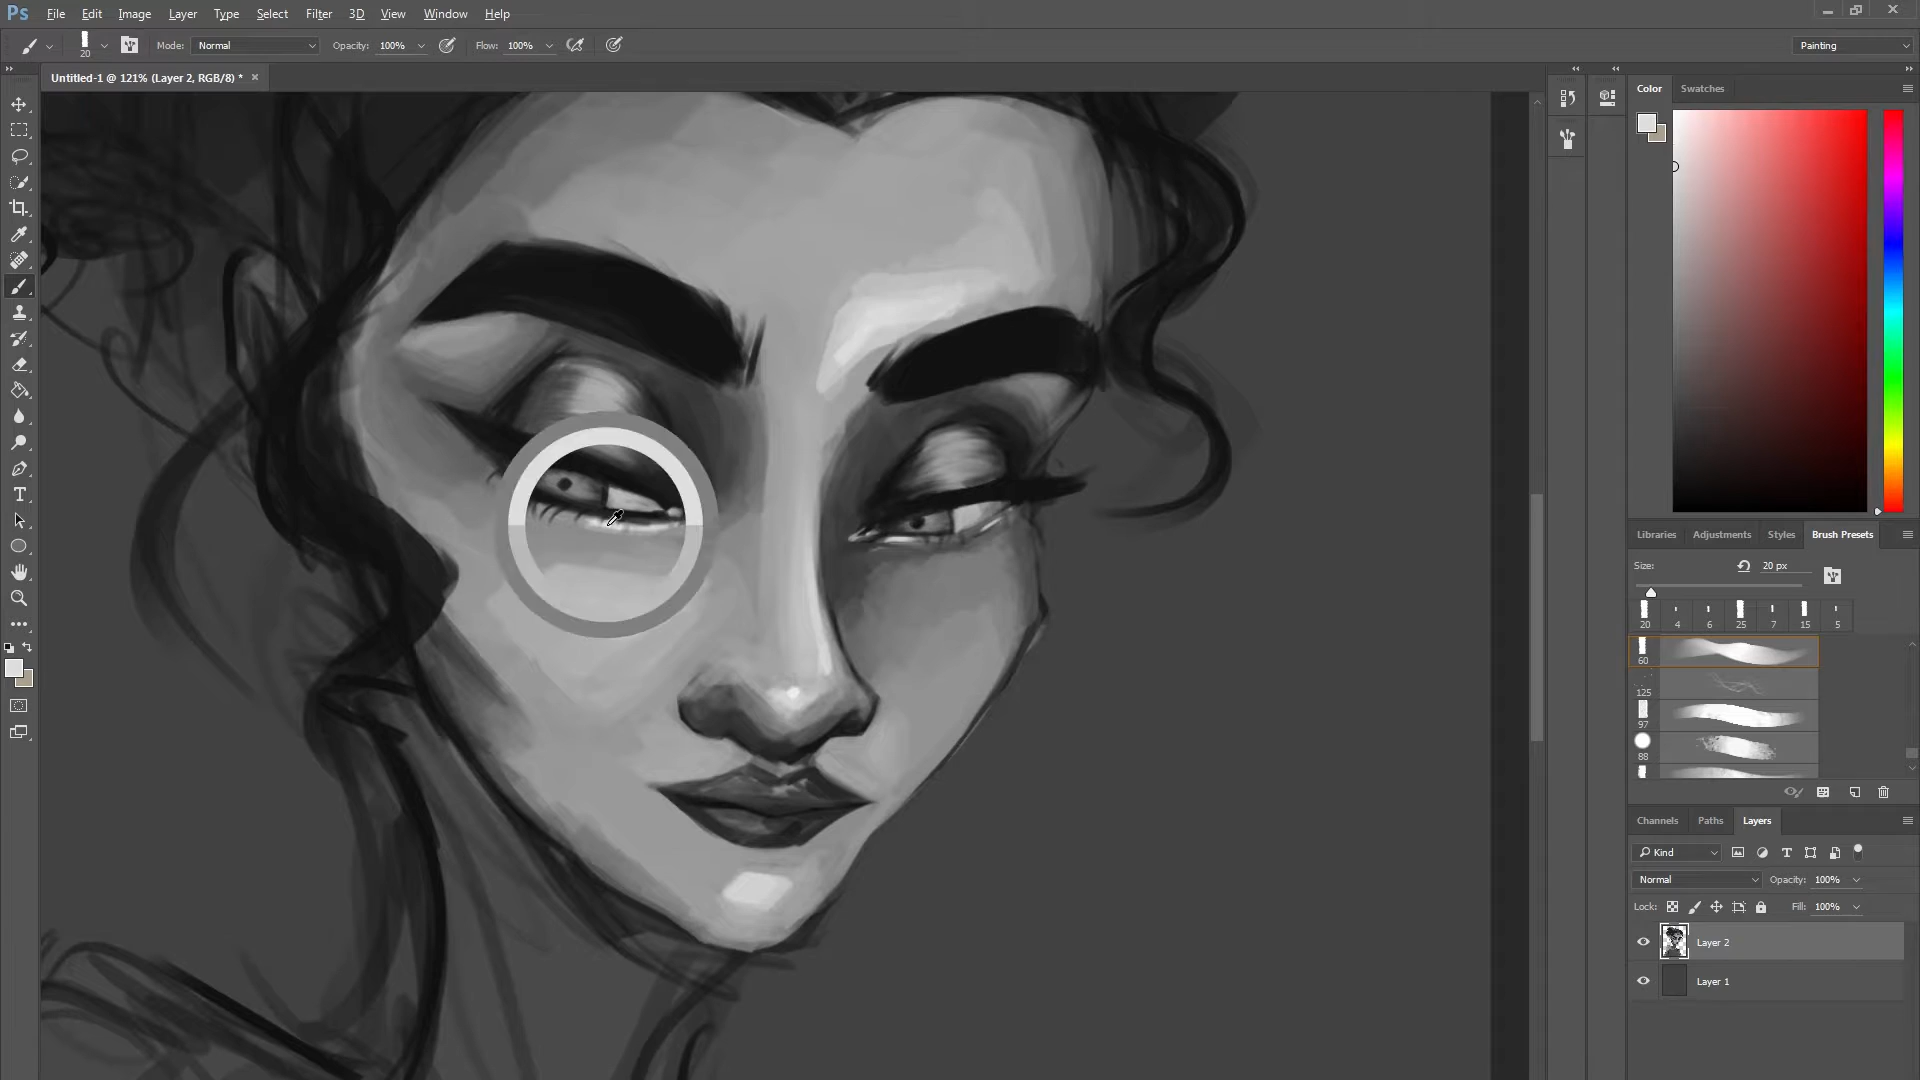 Ps File Edit Image Layer Type Select Filter 3D View Window Help
20 Mode: Normal Opacity: 100% Flow: 100% Painting
Untitled-1 @ 121% (Layer 2, RGB/8) *
Color Swatches
Libraries Adjustments Styles Brush Presets
Size: 20 px
20 4 6 25 7 15 5
60
125
97
88
Channels Paths Layers
Kind
Normal Opacity: 100%
Lock: Fill: 100%
Layer 2
Layer 1